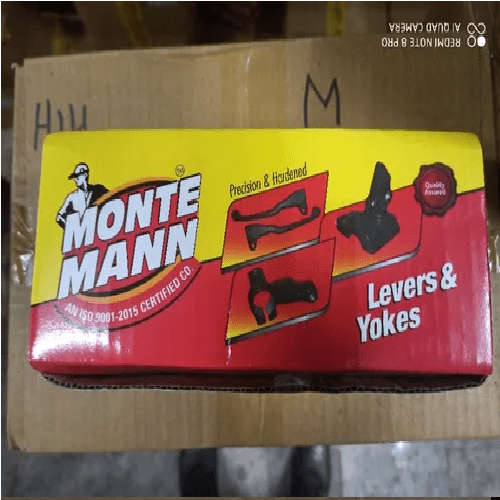 REDMI NOTE 8 PRO
AI QUAD CAMERA
M
TM
MONTE
MANN
AN ISO 9001-2015 CERTIFIED CO.
Precision & Hardened
Quality
Assured
Levers &
Yokes